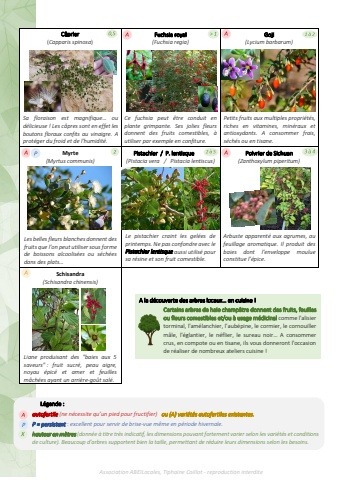 Câprier
0,5
(Capparis spinosa)
Sa floraison est magnifique... ou
délicieuse ! Les câpres sont en effet les
boutons floraux confits au vinaigre. A
protéger du froid et de l'humidité.
A
Fuchsia royal
> 1
(Fuchsia regia)
Ce fuchsia peut être conduit en
plante grimpante. Ses jolies fleurs
donnent des fruits comestibles, à
utiliser par exemple en confiture.
A
Goji
1 à 2
(Lycium barbarum)
Petits fruits aux multiples propriétés,
riches en vitamines, minéraux et
antioxydants. A consommer frais,
séchés ou en tisane.
A
P
Myrte
2
(Myrtus communis)
Les belles fleurs blanches donnent des
fruits que l'on peut utiliser sous forme
de boissons alcoolisées ou séchées
dans des plats...
Pistachier / P. lentisque
(Pistacia vera / Pistacia lentiscus)
Le pistachier craint les gelées de
printemps. Ne pas confondre avec le
Pistachier lentisque aussi utilisé pour
sa résine et son fruit comestible.
A
Poivrier de Sichuan
3 à 4
(Zanthoxylum piperitum)
Arbuste apparenté aux agrumes, au
feuillage aromatique. Il produit des
baies dont l'enveloppe moulue
constitue l'épice.
A
Schisandra
(Schisandra chinensis)
Liane produisant des "baies aux 5
saveurs" : fruit sucré, peau aigre,
noyau épicé et amer et feuilles
mâchées ayant un arrière-goût salé.
A la découverte des arbres locaux... en cuisine !
Certains arbres de haie champêtre donnent des fruits, feuilles
ou fleurs comestibles et/ou à usage médicinal comme l'alisier
torminal, l'amélanchier, l'aubépine, le cormier, le cornouiller
mâle, l'églantier, le néflier, le sureau noir... A consommer
crus, en compote ou en tisane, ils vous donneront l'occasion
de réaliser de nombreux ateliers cuisine !
Légende :
A
autofertile (ne nécessite qu'un pied pour fructifier) ou (A) variétés autofertiles existantes.
P
P = persistant : excellent pour servir de brise-vue même en période hivernale.
X
hauteur en mètres (donnée à titre très indicatif, les dimensions pouvant fortement varier selon les variétés et conditions
de culture). Beaucoup d'arbres supportent bien la taille, permettant de réduire leurs dimensions selon les besoins.